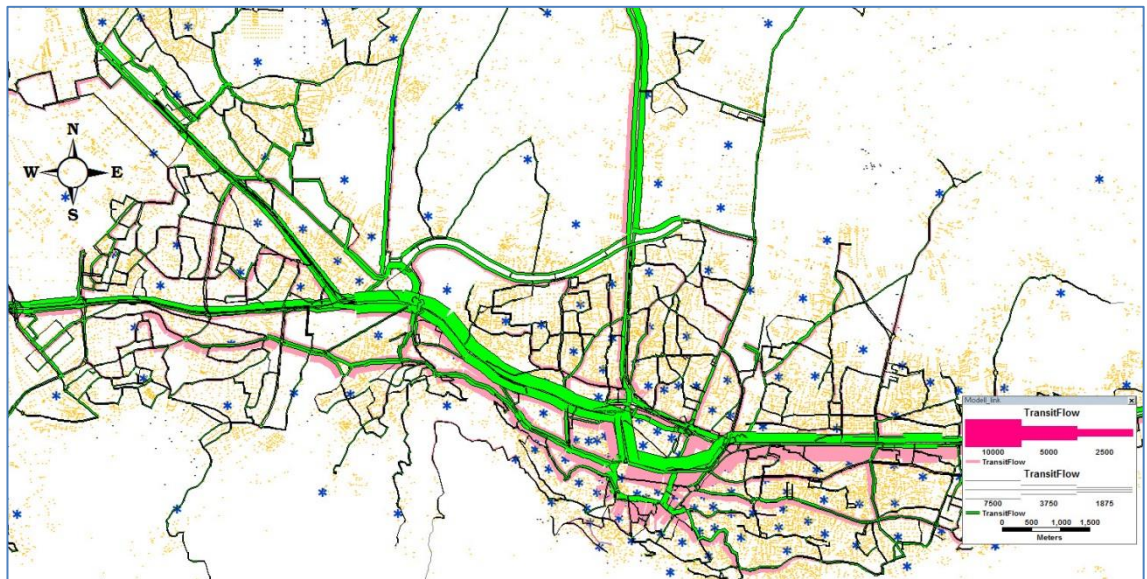 N
W E
S
Modell_link
TransitFlow
10000 5000 2500
TransitFlow
TransitFlow
7500 3750 1875
TransitFlow
0 500 1,000 1,500
Meters